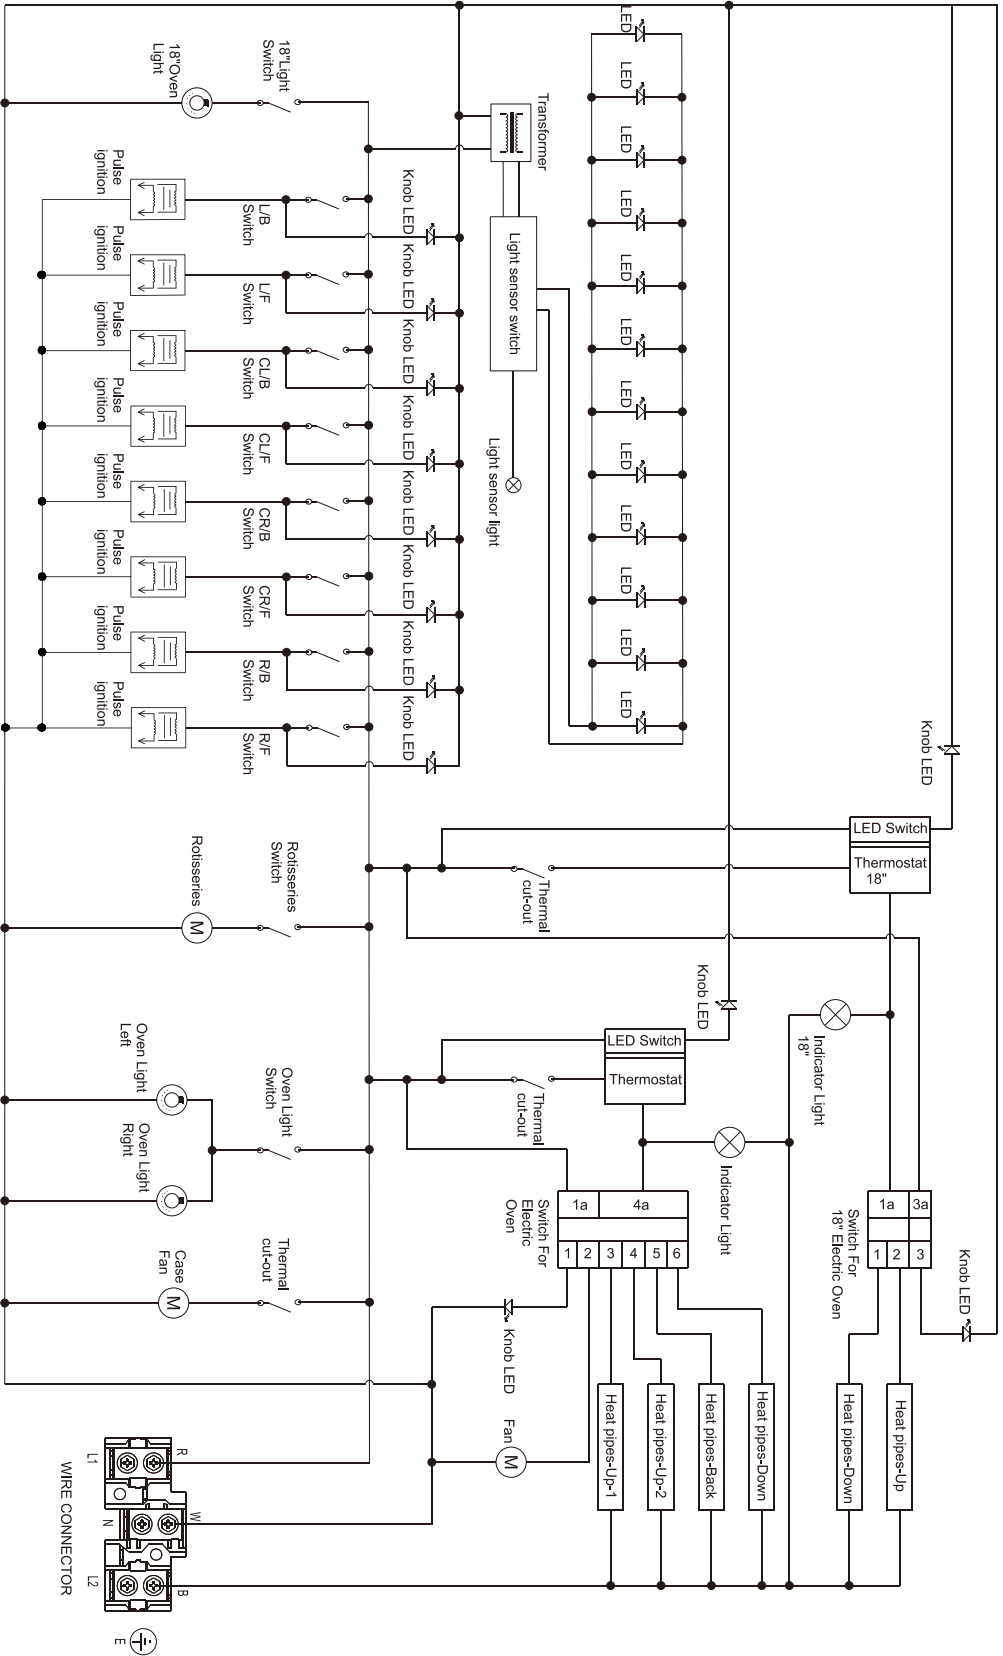 LED
LED
LED
LED
LED
LED
LED
LED
LED
LED
LED
LED
18"Oven
Light
18"Light
Switch
Transformer
Light sensor switch
Light sensor light
Knob LED
Knob LED
Knob LED
Knob LED
Knob LED
Knob LED
Knob LED
Knob LED
L/B
Switch
L/F
Switch
CL/B
Switch
CL/F
Switch
CR/B
Switch
CR/F
Switch
R/B
Switch
R/F
Switch
Pulse
ignition
Pulse
ignition
Pulse
ignition
Pulse
ignition
Pulse
ignition
Pulse
ignition
Pulse
ignition
Pulse
ignition
Knob LED
LED Switch
Thermostat
18"
Thermal
cut-out
Rotisseries
Switch
Rotisseries
M
Knob LED
LED Switch
Thermostat
Thermal
cut-out
Indicator Light
18"
Indicator Light
Oven Light
Left
Oven Light
Right
Oven Light
Switch
1a
4a
1
2
3
4
5
6
Switch For
Electric
Oven
1a
3a
1
2
3
Switch For
18" Electric Oven
Knob LED
Thermal
cut-out
Case
Fan
M
Knob LED
Fan
M
Heat pipes-Up-1
Heat pipes-Up-2
Heat pipes-Back
Heat pipes-Down
Heat pipes-Down
Heat pipes-Up
R
W
B
L1
N
L2
WIRE CONNECTOR
E